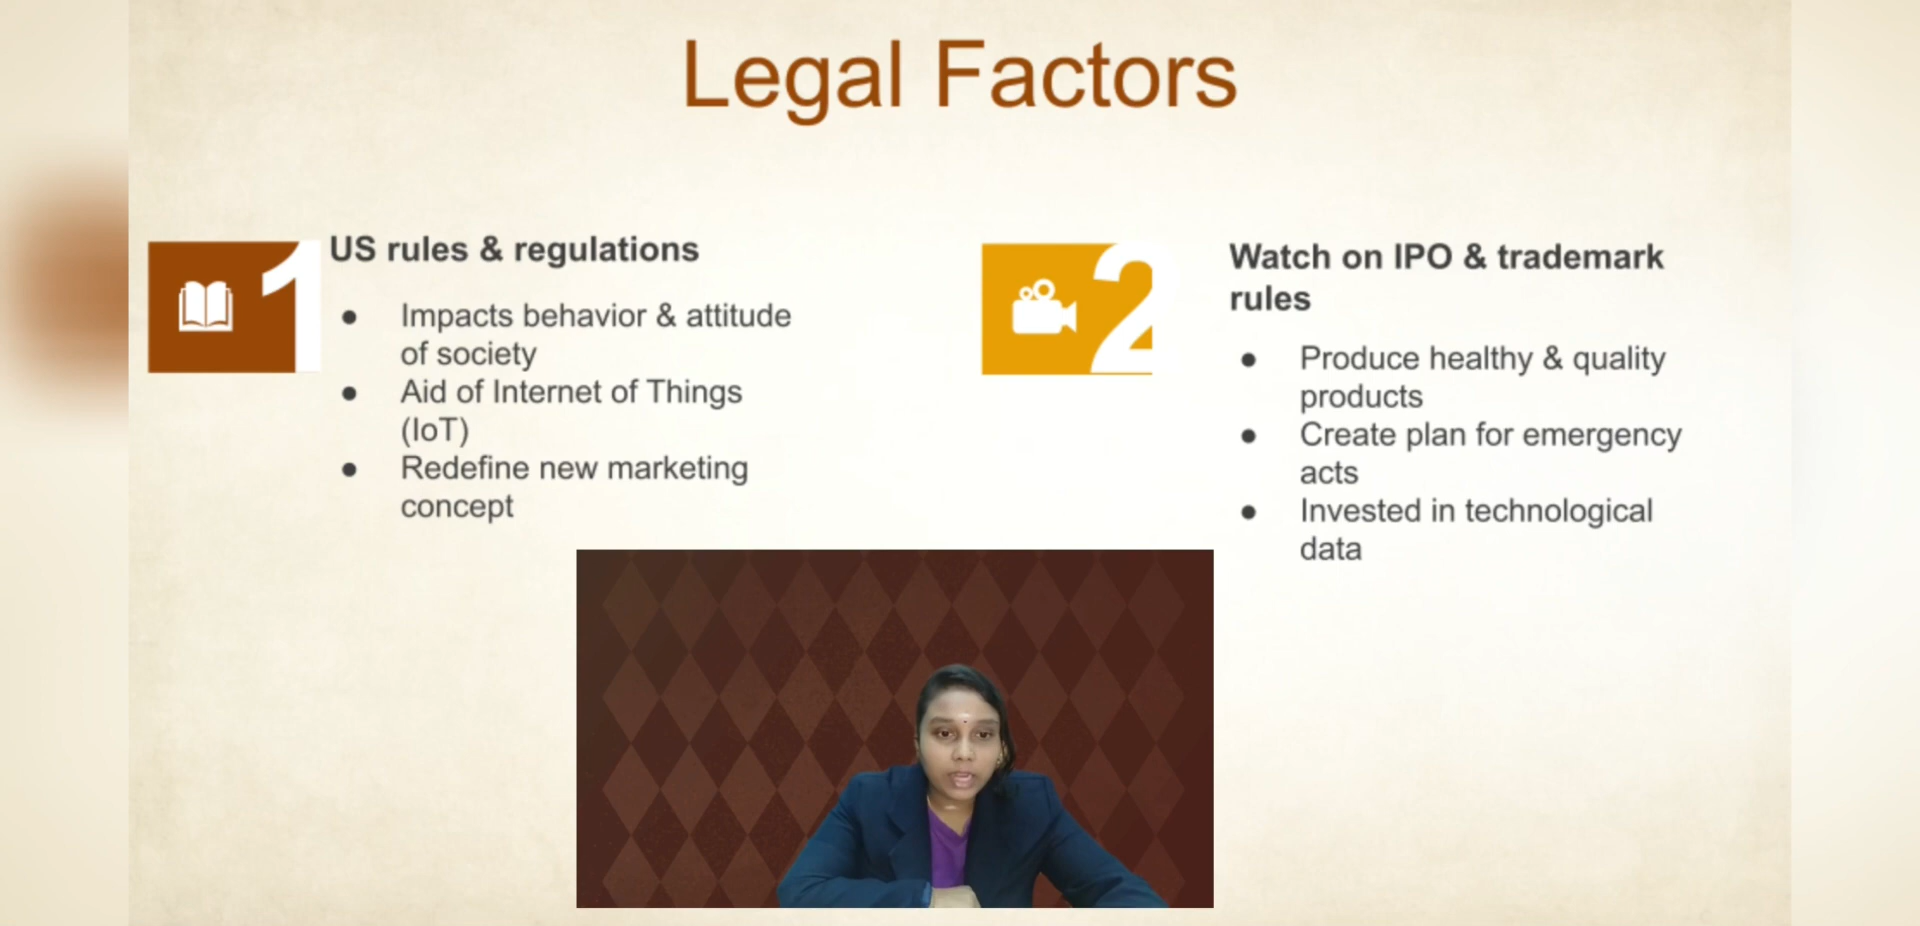 Legal Factors
1
US rules & regulations
● Impacts behavior & attitude
of society
● Aid of Internet of Things
(IoT)
● Redefine new marketing
concept
2
Watch on IPO & trademark
rules
● Produce healthy & quality
products
● Create plan for emergency
acts
● Invested in technological
data